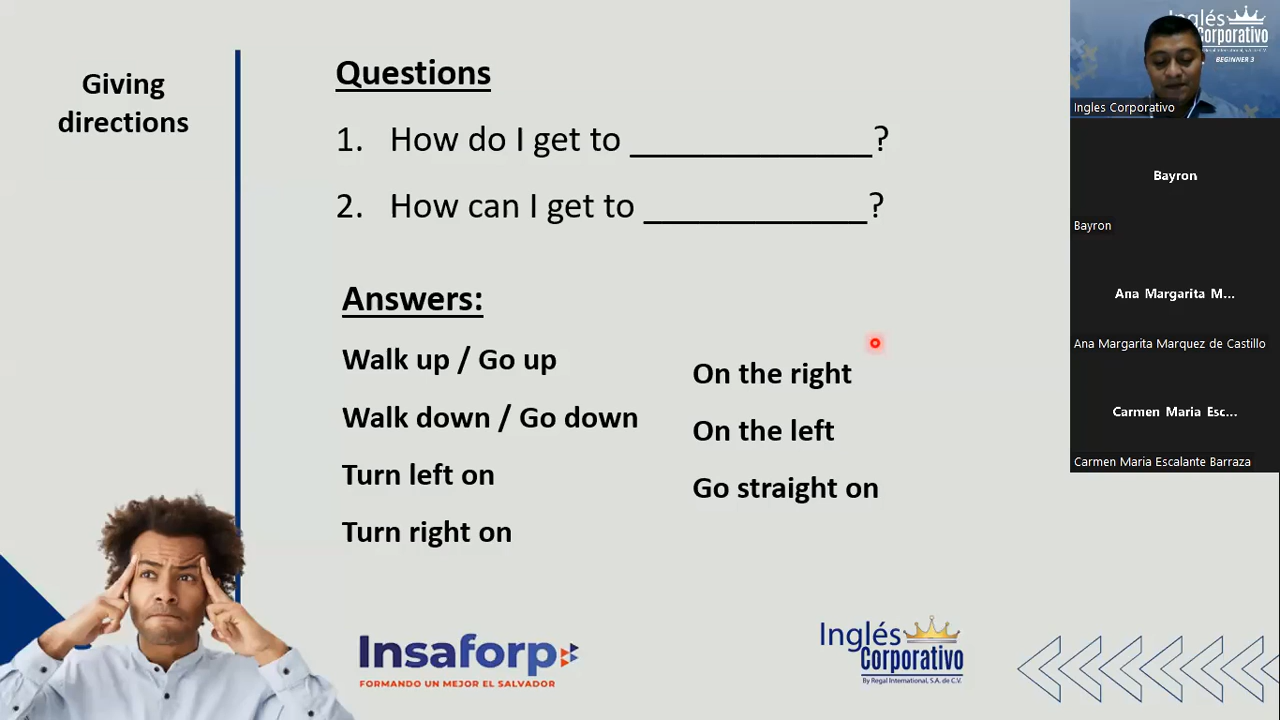 Giving
directions
Questions
1. How do I get to ______________?
2. How can I get to _____________?
Answers:
Walk up / Go up
Walk down / Go down
Turn left on
Turn right on
On the right
On the left
Go straight on
Insaforp
FORMANDO UN MEJOR EL SALVADOR
Inglés
Corporativo
By Regal International, S.A. de C.V.
Inglés
Corporativo
BEGINNER 3
Ingles Corporativo
Bayron
Bayron
Ana Margarita M...
Ana Margarita Marquez de Castillo
Carmen Maria Esc...
Carmen Maria Escalante Barraza